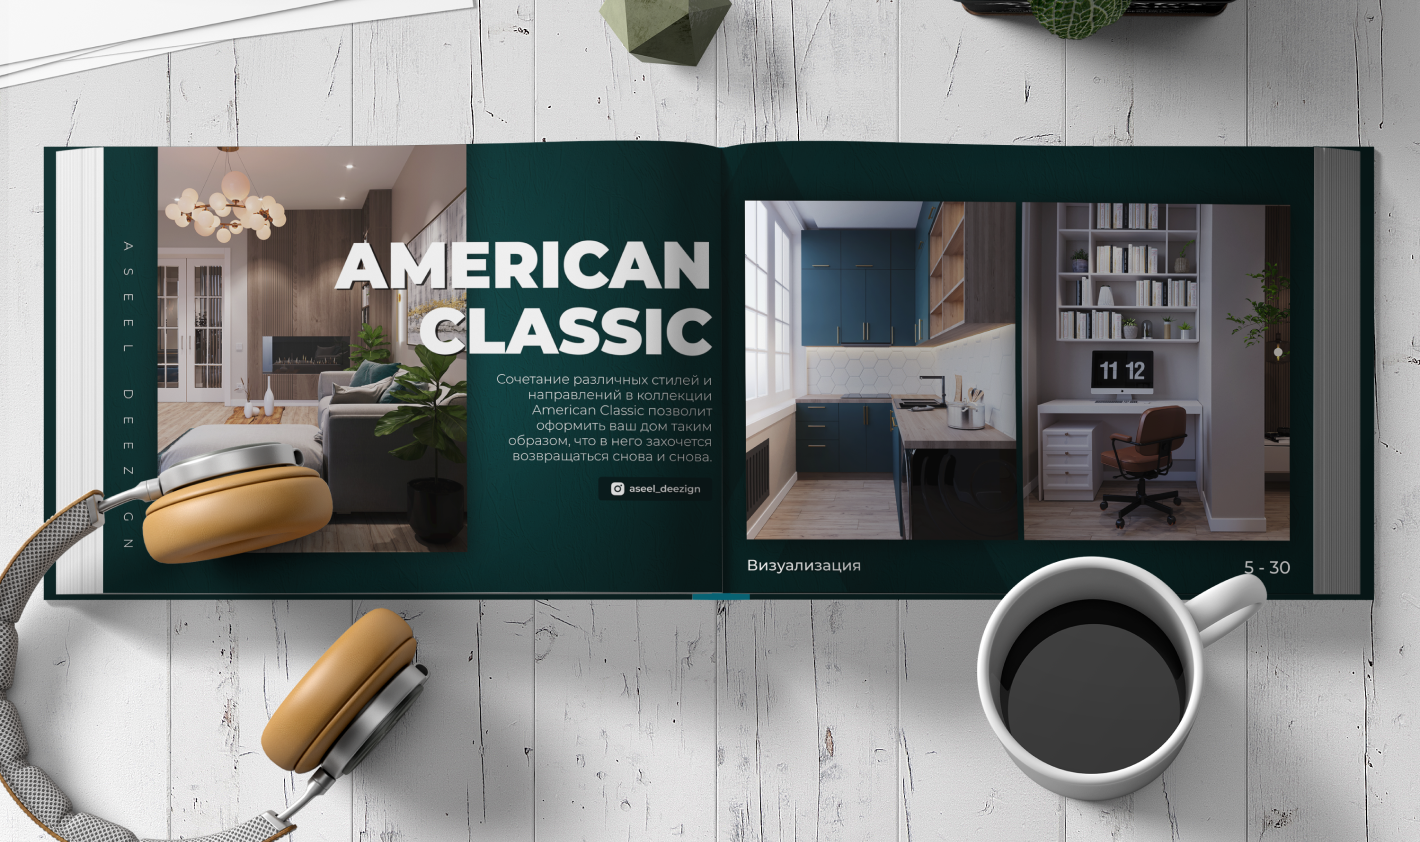 ASEEL DEEZIGN
AMERICAN
CLASSIC
Сочетание различных стилей и
направлений в коллекции
American Classic позволит
оформить ваш дом таким
образом, что в него захочется
возвращаться снова и снова.
aseel_deezign
11 12
Визуализация
5 - 30